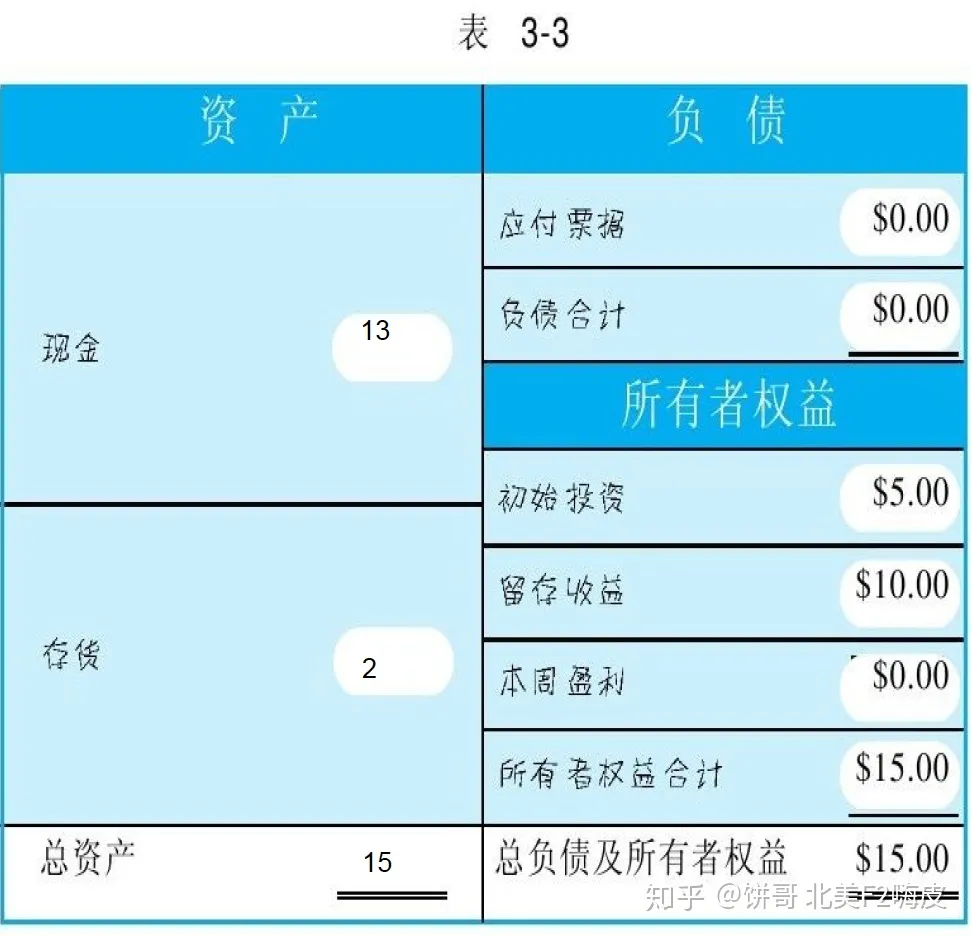 表 3-3
资产
现金 13
存货 2
总资产 15
负债
应付票据 $0.00
负债合计 $0.00
所有者权益
初始投资 $5.00
留存收益 $10.00
本周盈利 $0.00
所有者权益合计 $15.00
总负债及所有者权益 $15.00
知乎 @饼哥 北美F2嗨皮